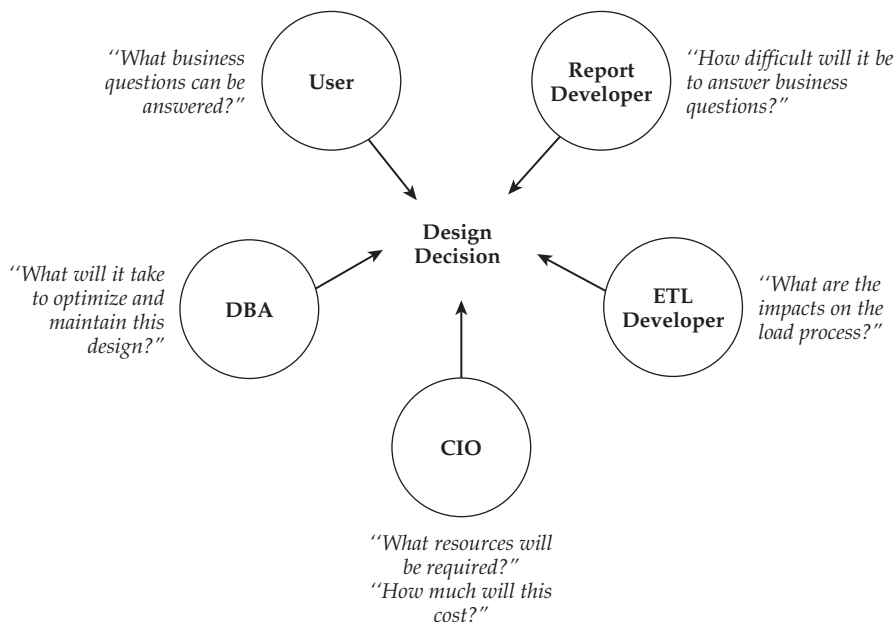 ‘‘What business
questions can be
answered?”
User
Report
Developer
‘‘How difficult will it be
to answer business
questions?”
Design
Decision
‘‘What will it take
to optimize and
maintain this
design?”
DBA
ETL
Developer
‘‘What are the
impacts on the
load process?”
CIO
‘‘What resources will
be required?”
‘‘How much will this
cost?”